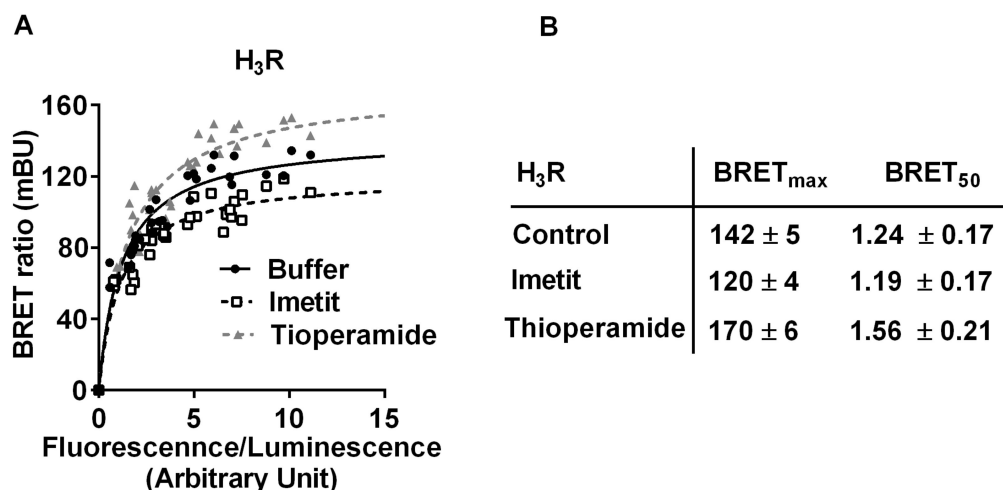 A
B
H₃R
160
120
80
40
0
BRET ratio (mBU)
Buffer
Imetit
Tioperamide
0 5 10 15
Fluorescennce/Luminescence
(Arbitrary Unit)
H₃R BRETmax BRET50
Control 142 ± 5 1.24 ± 0.17
Imetit 120 ± 4 1.19 ± 0.17
Thioperamide 170 ± 6 1.56 ± 0.21